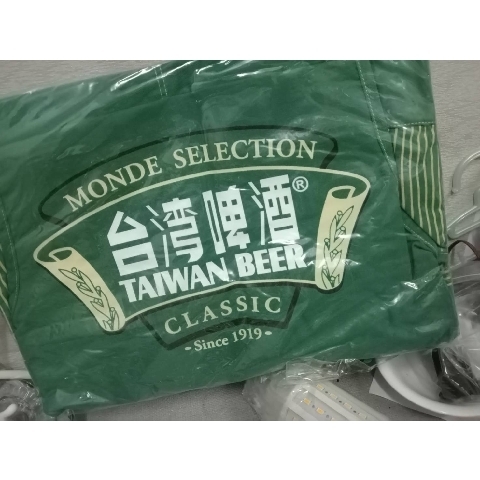 MONDE SELECTION
台湾啤酒®
TAIWAN BEER
CLASSIC
•Since 1919•